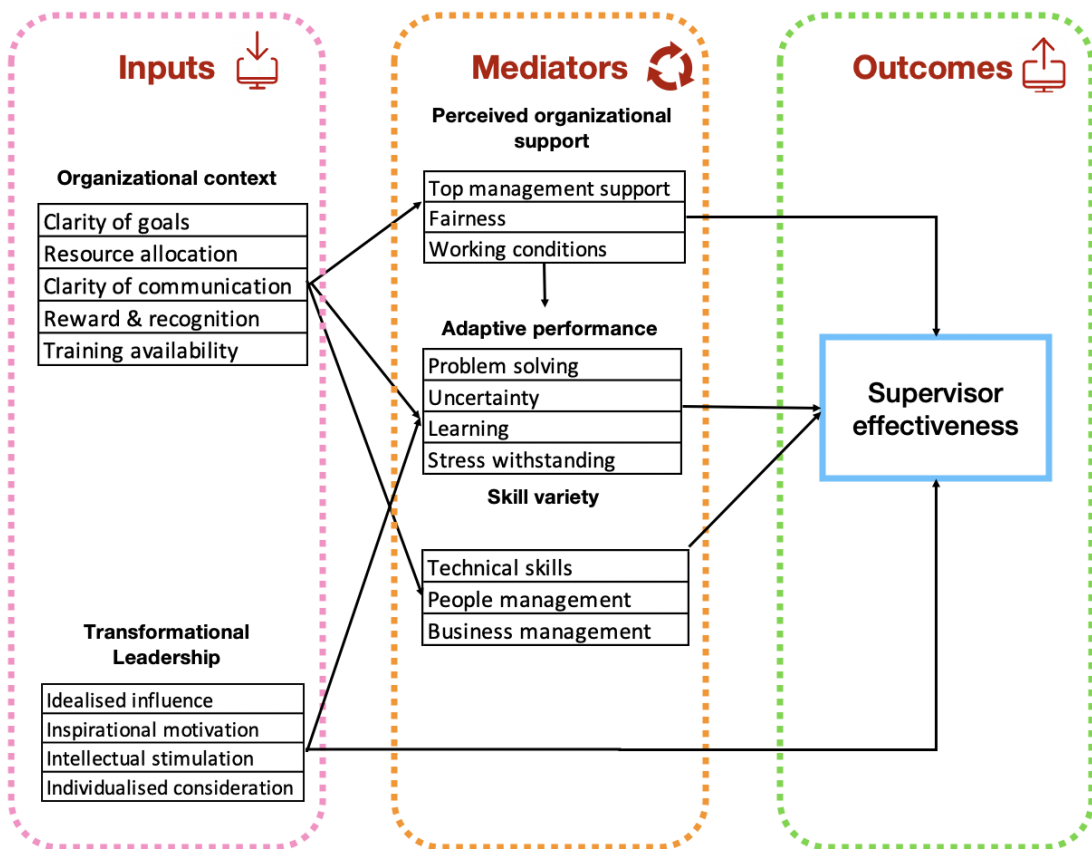 Inputs
Organizational context
Clarity of goals
Resource allocation
Clarity of communication
Reward & recognition
Training availability
Transformational
Leadership
Idealised influence
Inspirational motivation
Intellectual stimulation
Individualised consideration
Mediators
Perceived organizational
support
Top management support
Fairness
Working conditions
Adaptive performance
Problem solving
Uncertainty
Learning
Stress withstanding
Skill variety
Technical skills
People management
Business management
Outcomes
Supervisor
effectiveness